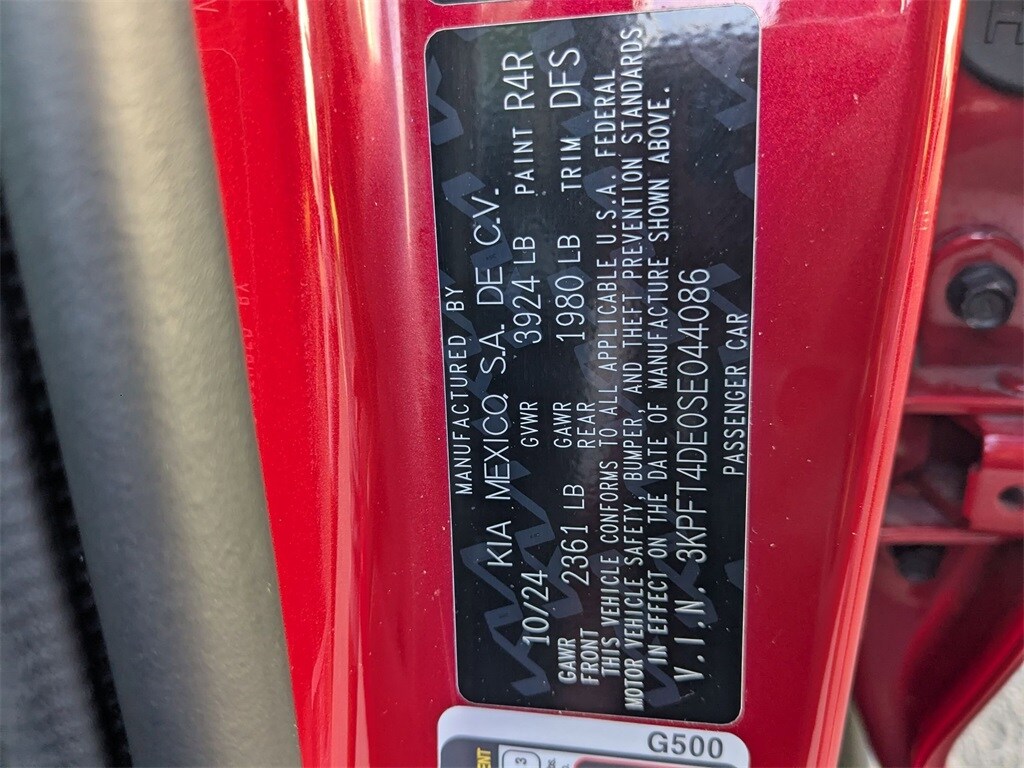 MANUFACTURED BY
KIA MEXICO, S.A. DE C.V.
10/24 GVWR 3924 LB PAINT R4R
GAWR FRONT 2361 LB GAWR REAR 1980 LB TRIM DFS
THIS VEHICLE CONFORMS TO ALL APPLICABLE U.S.A. FEDERAL
MOTOR VEHICLE SAFETY, BUMPER, AND THEFT PREVENTION STANDARDS
IN EFFECT ON THE DATE OF MANUFACTURE SHOWN ABOVE.
V.I.N. 3KPFT4DE0SE044086
PASSENGER CAR
G500
3